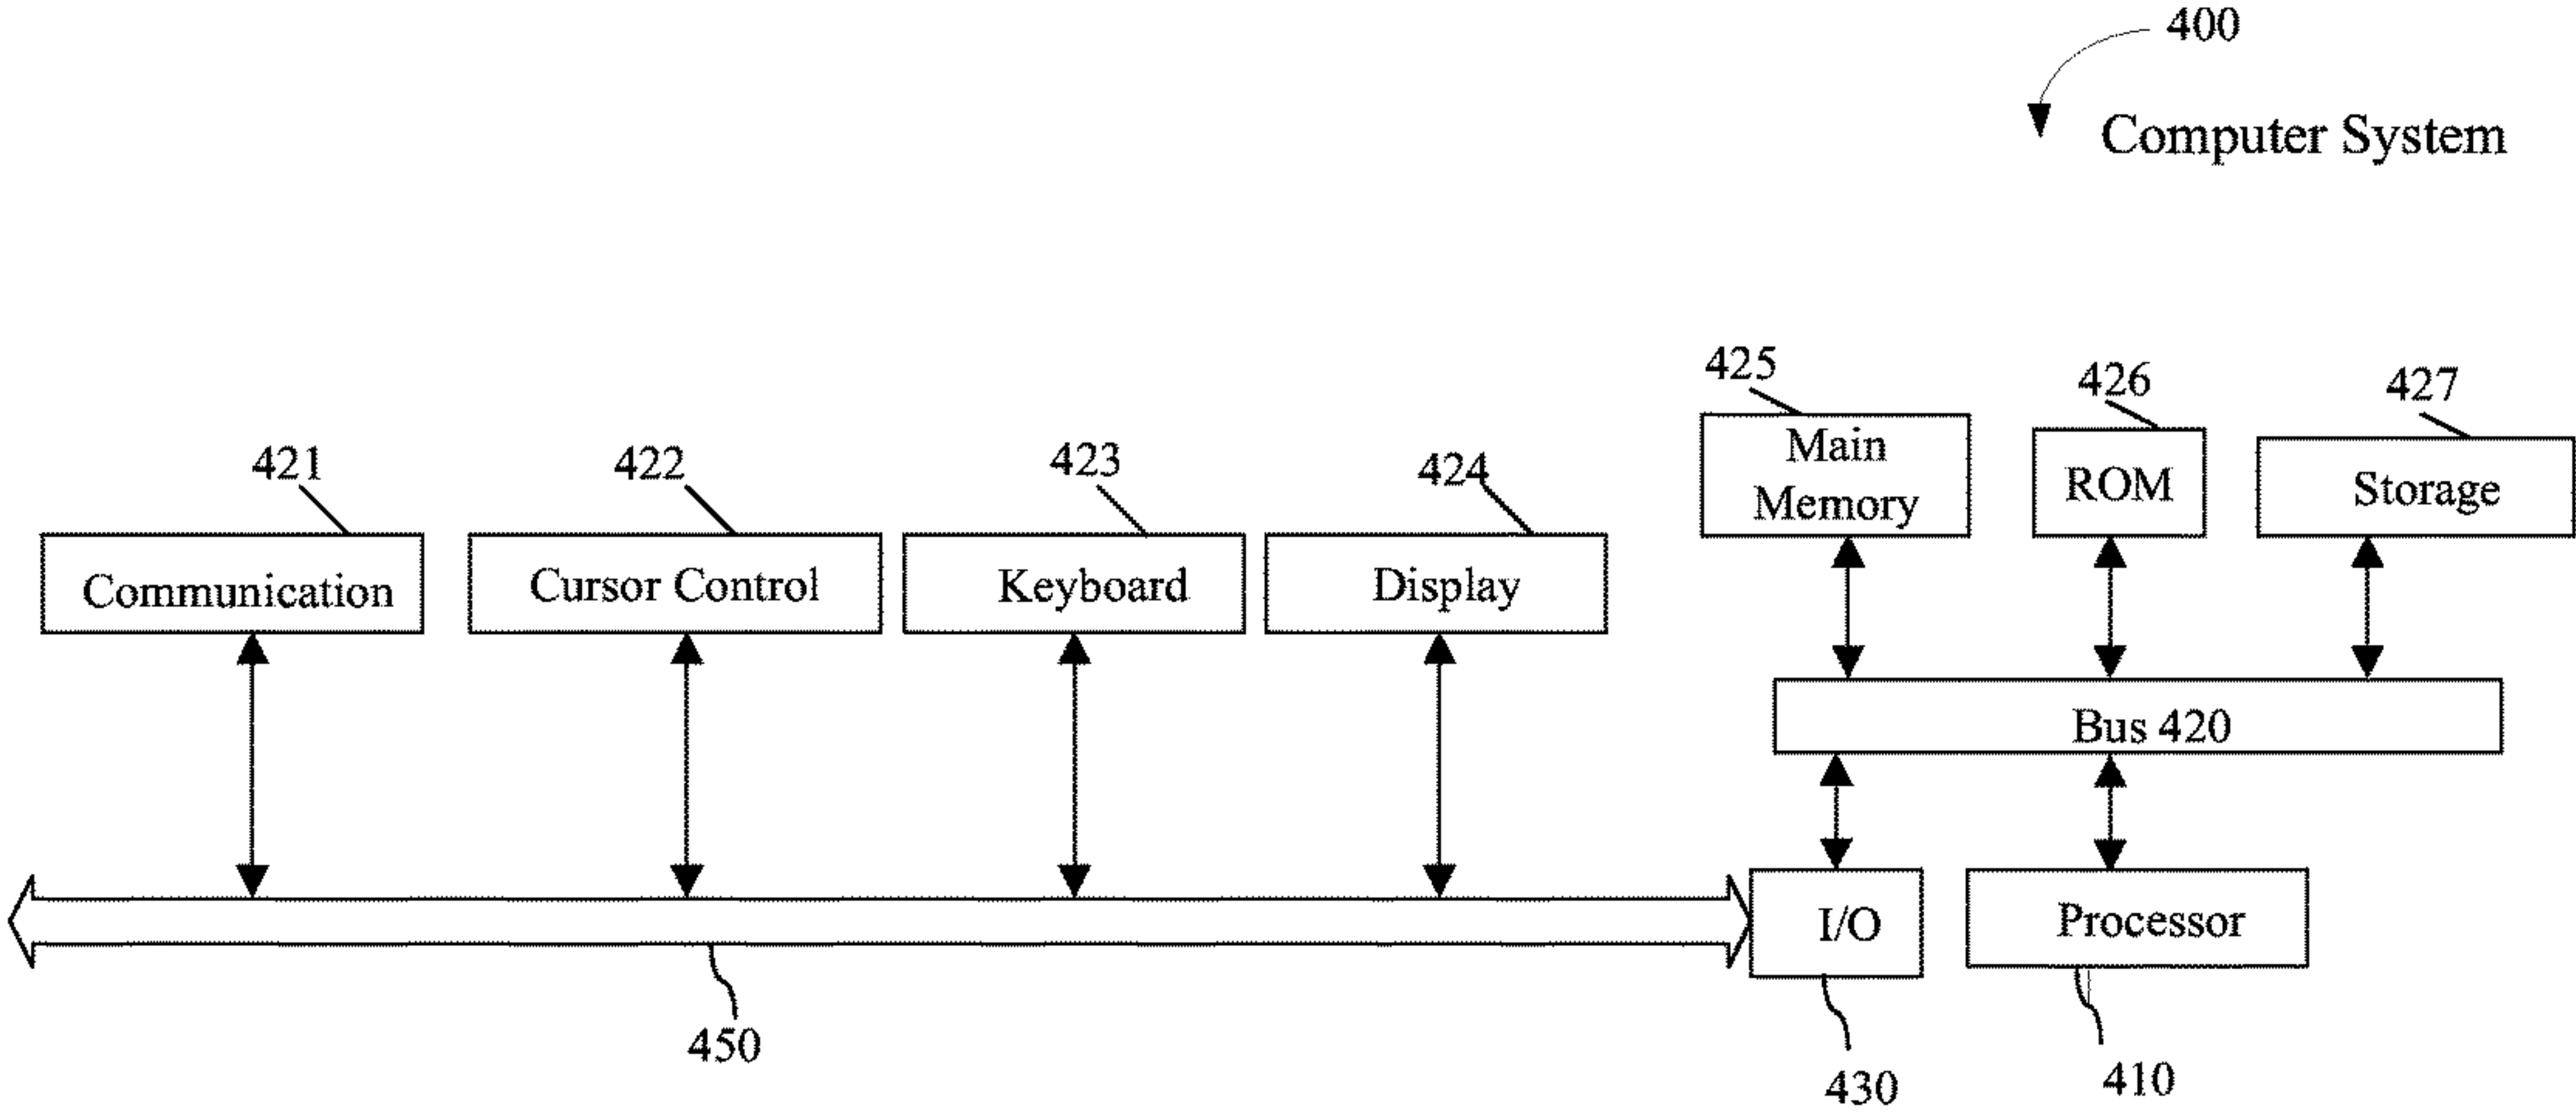 400
Computer System
425
426
427
Main
Memory
ROM
Storage
421
422
423
424
Communication
Cursor Control
Keyboard
Display
Bus 420
I/O
Processor
450
430
410